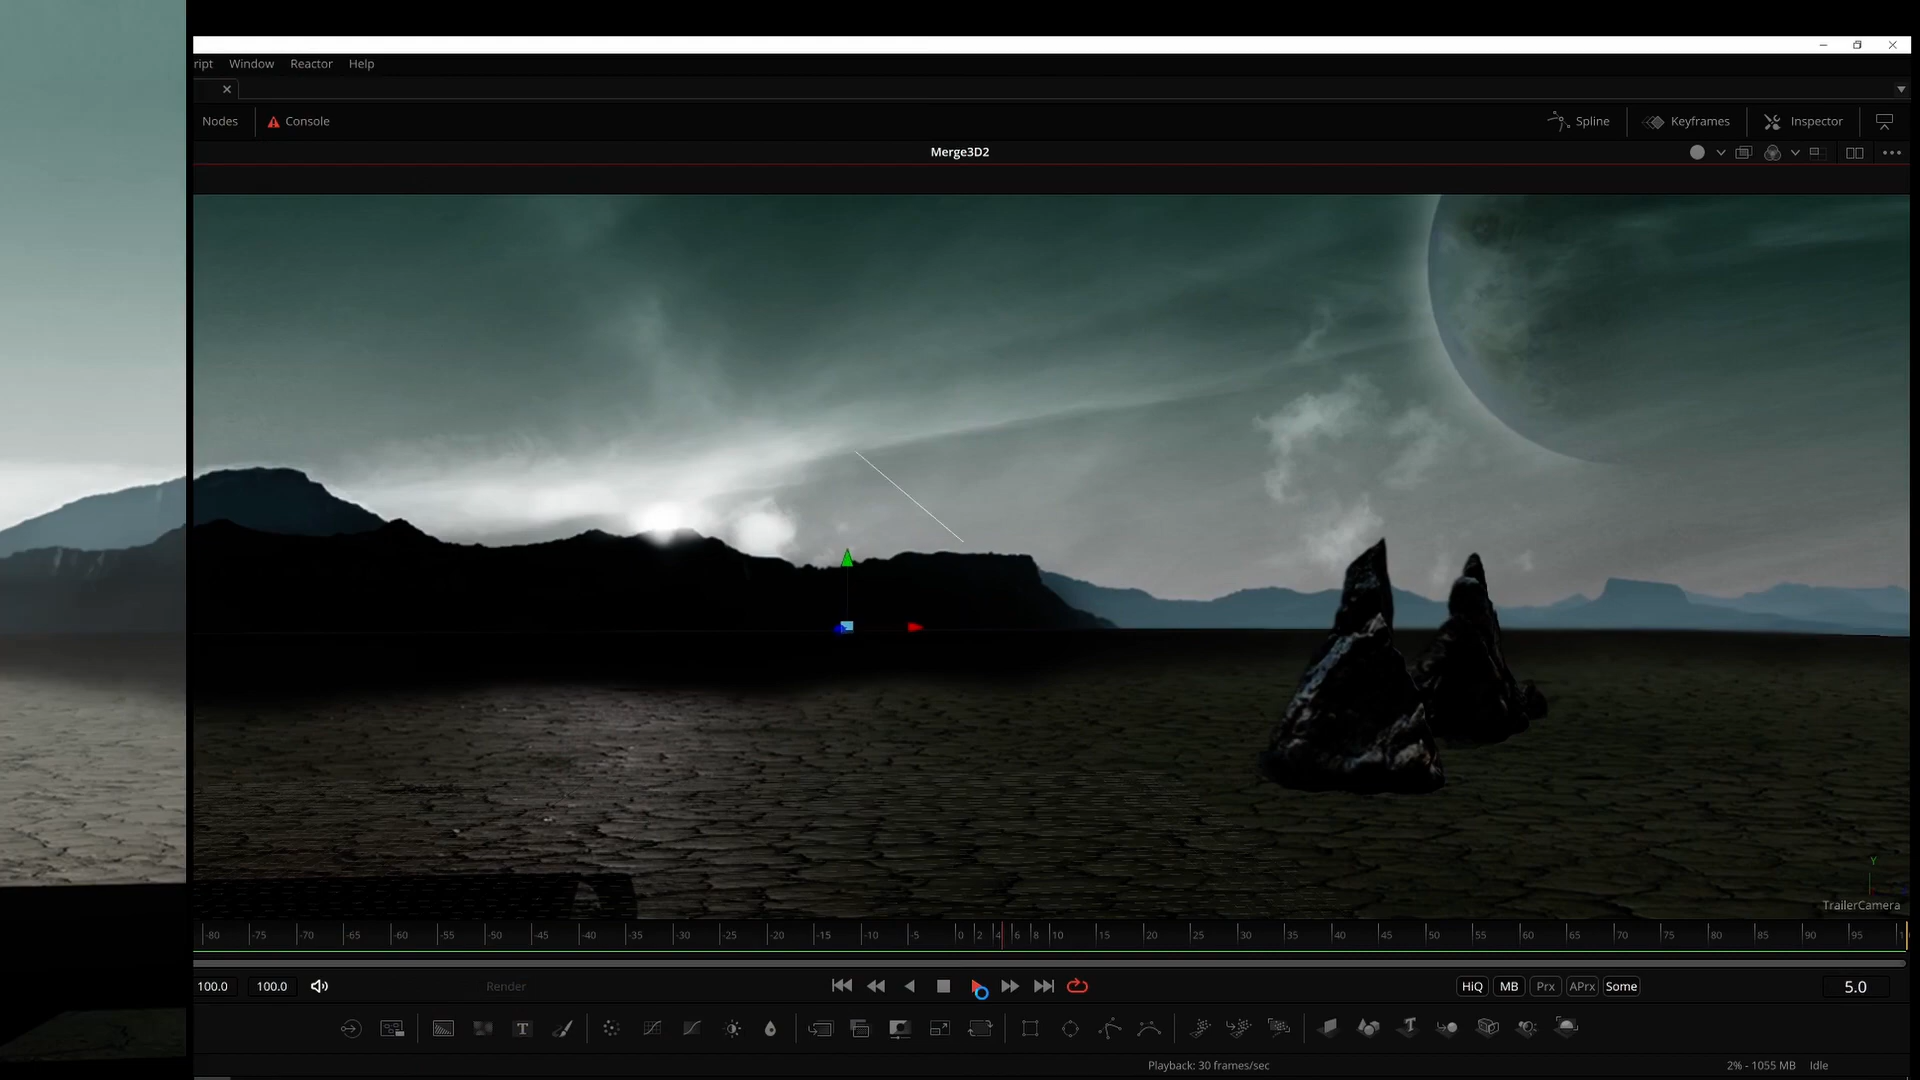 ript Window Reactor Help
Nodes Console Spline Keyframes Inspector
Merge3D2
Y
TrailerCamera
-80 -75 -70 -65 -60 -55 -50 -45 -40 -35 -30 -25 -20 -15 -10 -5 0 2 4 6 8 10 15 20 25 30 35 40 45 50 55 60 65 70 75 80 85 90 95 1
100.0 100.0 Render HiQ MB Prx APrx Some 5.0
T T
Playback: 30 frames/sec 2% - 1055 MB Idle